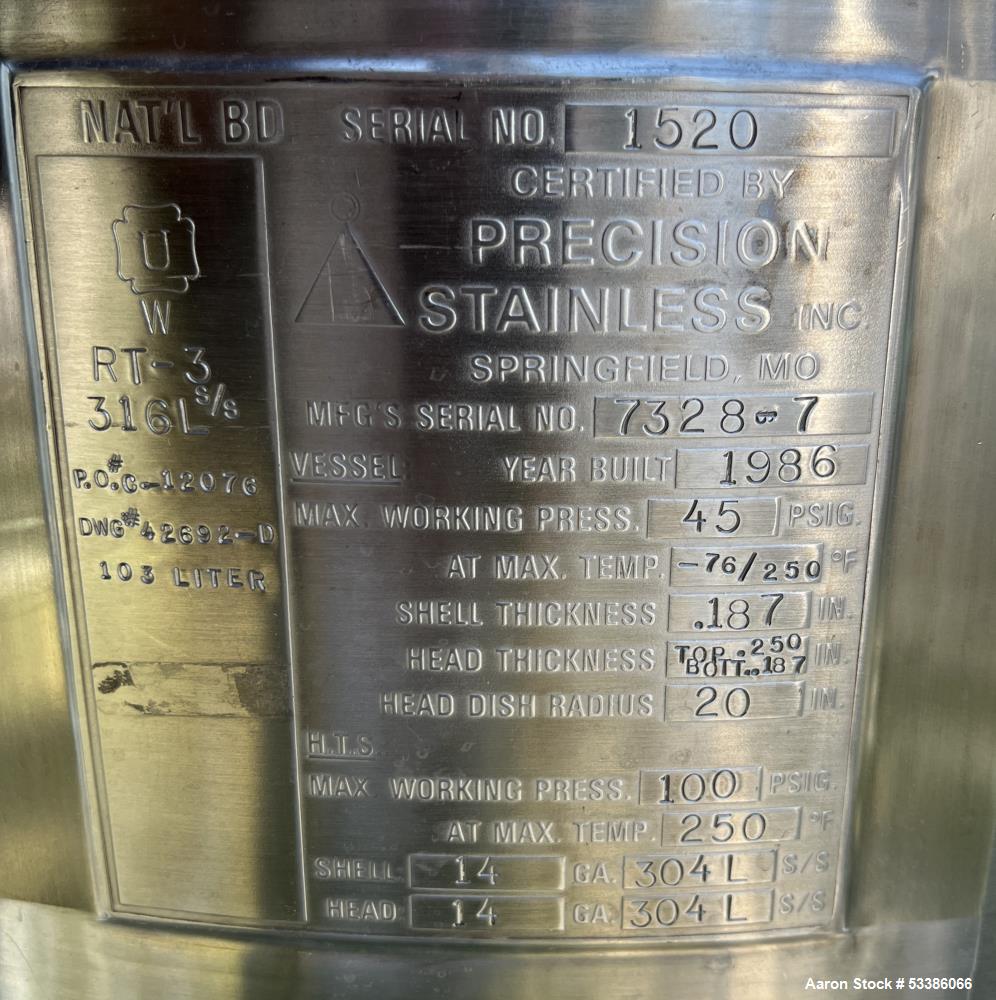 NAT'L BD SERIAL NO. 1520
U
W
RT-3
316L S/S
P.O.# C-12076
DWG# 42692-D
103 LITER
CERTIFIED BY
PRECISION
STAINLESS INC.
SPRINGFIELD, MO
MFG'S SERIAL NO. 7328-7
VESSEL YEAR BUILT 1986
MAX. WORKING PRESS. 45 PSIG.
AT MAX. TEMP. -76/250 °F
SHELL THICKNESS .187 IN.
HEAD THICKNESS TOP .250 BOTT. .187 IN.
HEAD DISH RADIUS 20 IN.
H.T.S.
MAX. WORKING PRESS. 100 PSIG.
AT MAX. TEMP. 250 °F
SHELL 14 GA. 304L S/S
HEAD 14 GA. 304L S/S
Aaron Stock # 53386066